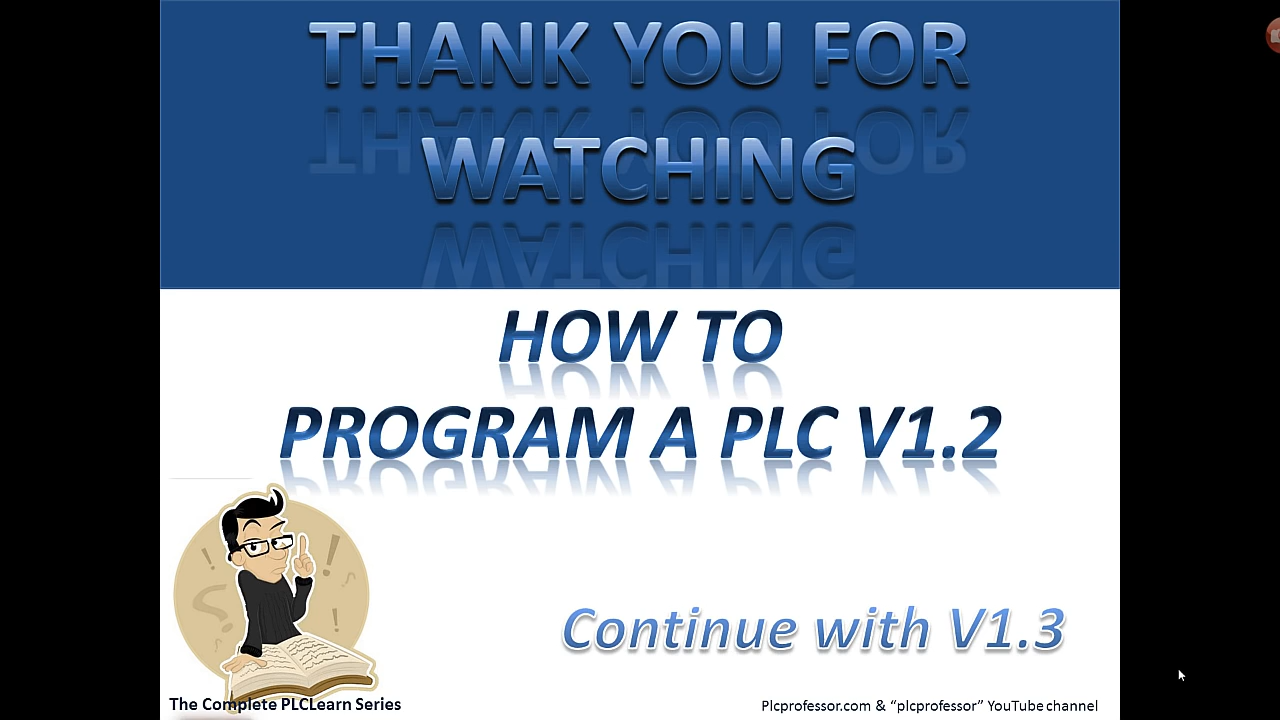 THANK YOU FOR
WATCHING
HOW TO
PROGRAM A PLC V1.2
Continue with V1.3
The Complete PLCLearn Series
Plcprofessor.com & “plcprofessor” YouTube channel